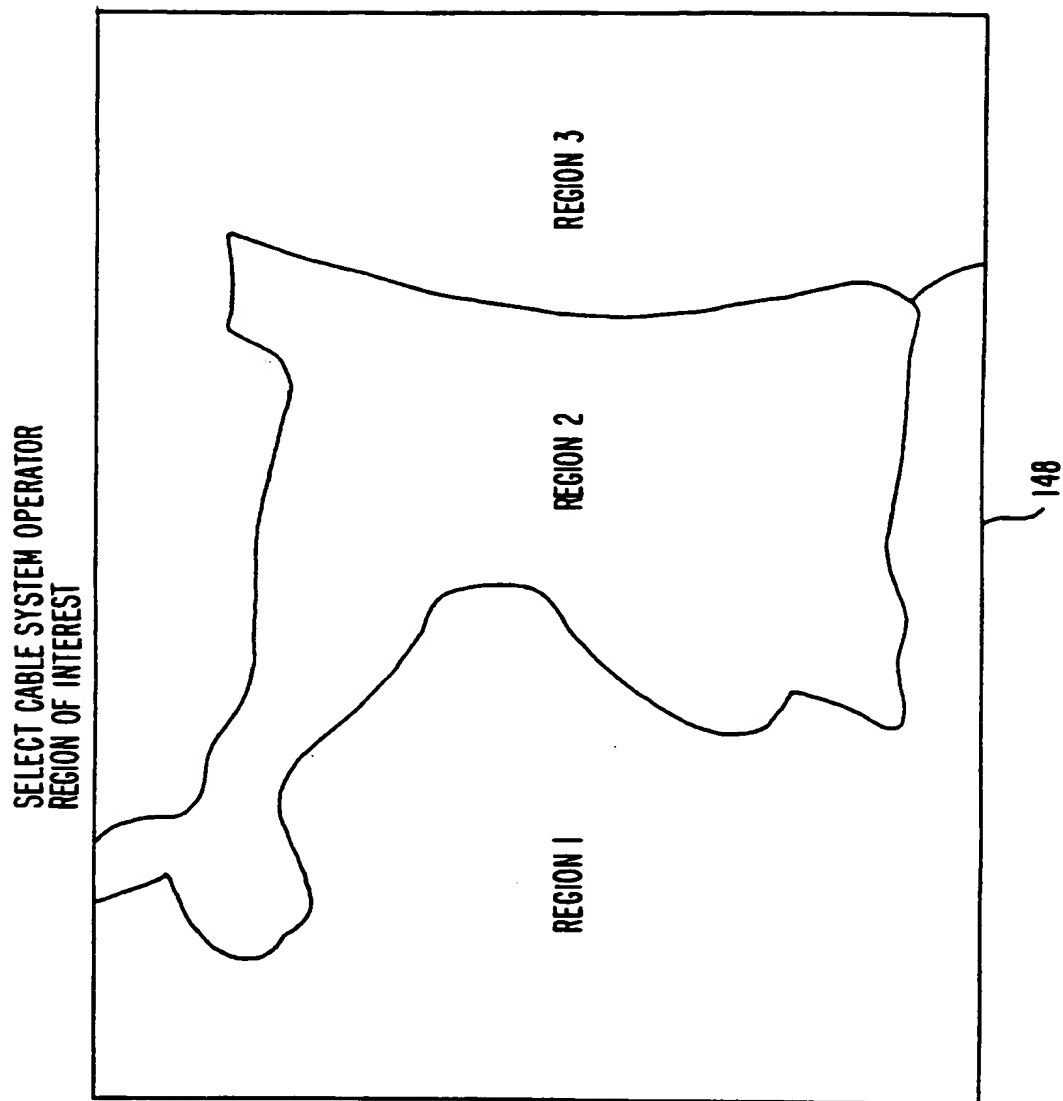 SELECT CABLE SYSTEM OPERATOR
REGION OF INTEREST
REGION 1
REGION 2
REGION 3
148